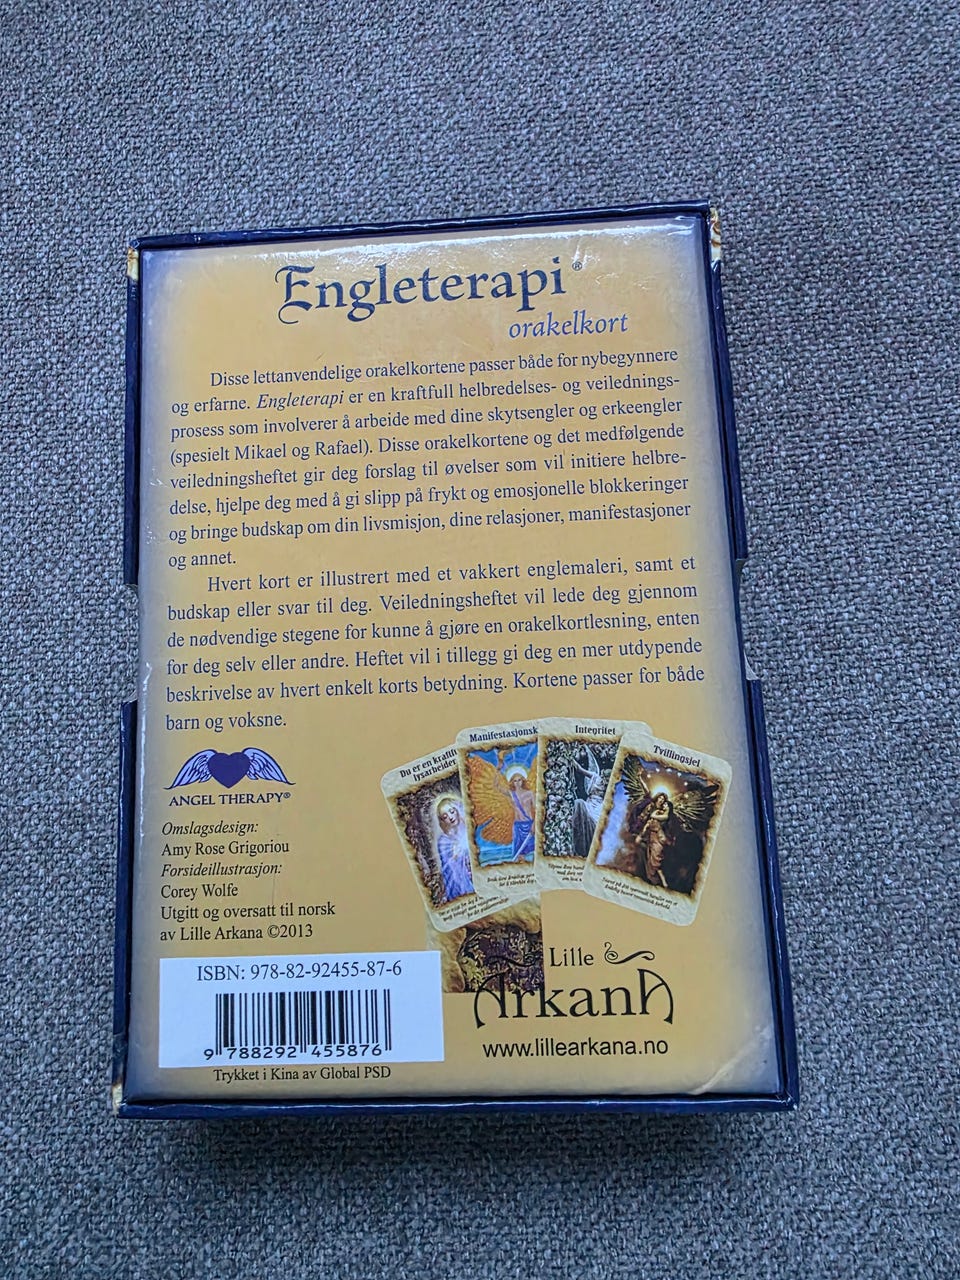 Engleterapi®
orakelkort
Disse lettanvendelige orakelkortene passer både for nybegynnere
og erfarne. Engleterapi er en kraftfull helbredelses- og veilednings-
prosess som involverer å arbeide med dine skytsengler og erkeengler
(spesielt Mikael og Rafael). Disse orakelkortene og det medfølgende
veiledningsheftet gir deg forslag til øvelser som vil initiere helbre-
delse, hjelpe deg med å gi slipp på frykt og emosjonelle blokkeringer
og bringe budskap om din livsmisjon, dine relasjoner, manifestasjoner
og annet.
Hvert kort er illustrert med et vakkert englemaleri, samt et
budskap eller svar til deg. Veiledningsheftet vil lede deg gjennom
de nødvendige stegene for kunne å gjøre en orakelkortlesning, enten
for deg selv eller andre. Heftet vil i tillegg gi deg en mer utdypende
beskrivelse av hvert enkelt korts betydning. Kortene passer for både
barn og voksne.
Du er en kraftfu
lysarbeider
Manifestasjonsk
Integritet
Tvillingsjel
ANGEL THERAPY®
Omslagsdesign:
Amy Rose Grigoriou
Forsideillustrasjon:
Corey Wolfe
Utgitt og oversatt til norsk
av Lille Arkana ©2013
ISBN: 978-82-92455-87-6
9 788292 455876
Trykket i Kina av Global PSD
Lille
Arkana
www.lillearkana.no